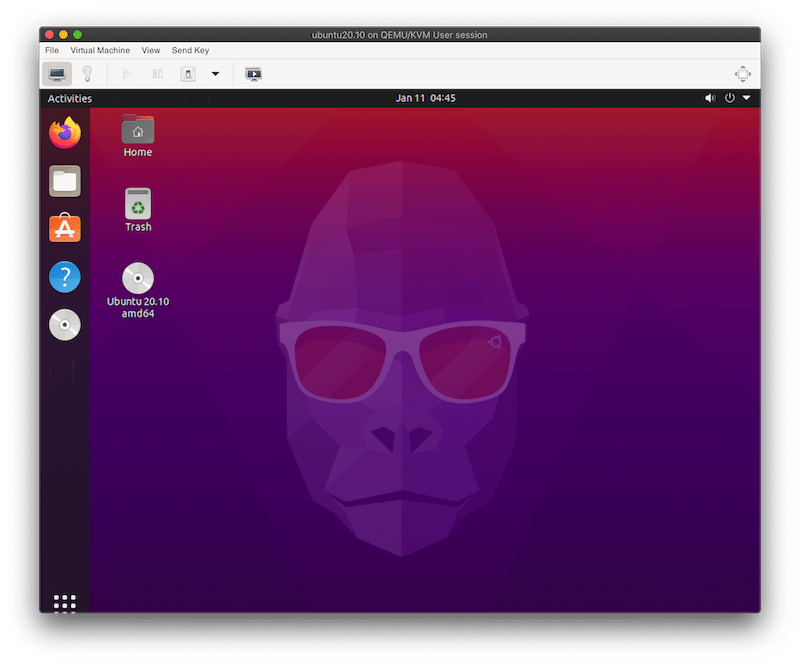 ubuntu20.10 on QEMU/KVM User session
File Virtual Machine View Send Key
Activities Jan 11 04:45
Home
Trash
Ubuntu 20.10
amd64